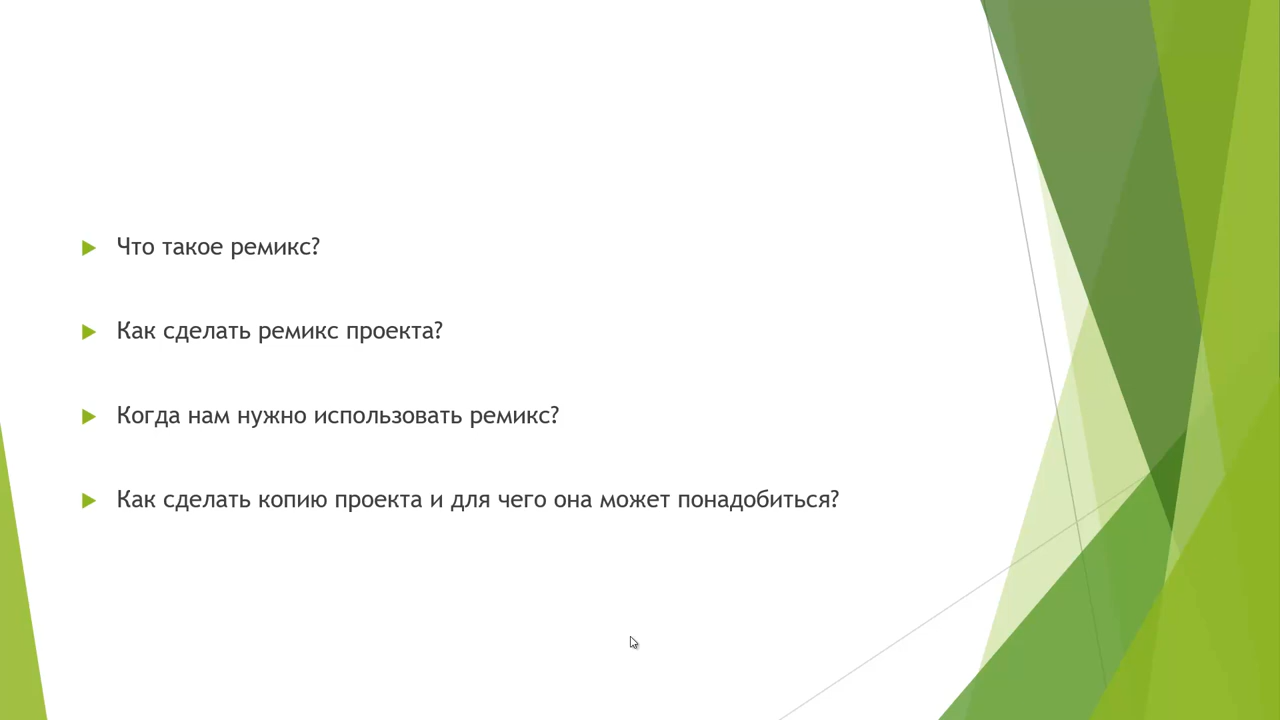 Что такое ремикс?
Как сделать ремикс проекта?
Когда нам нужно использовать ремикс?
Как сделать копию проекта и для чего она может понадобиться?